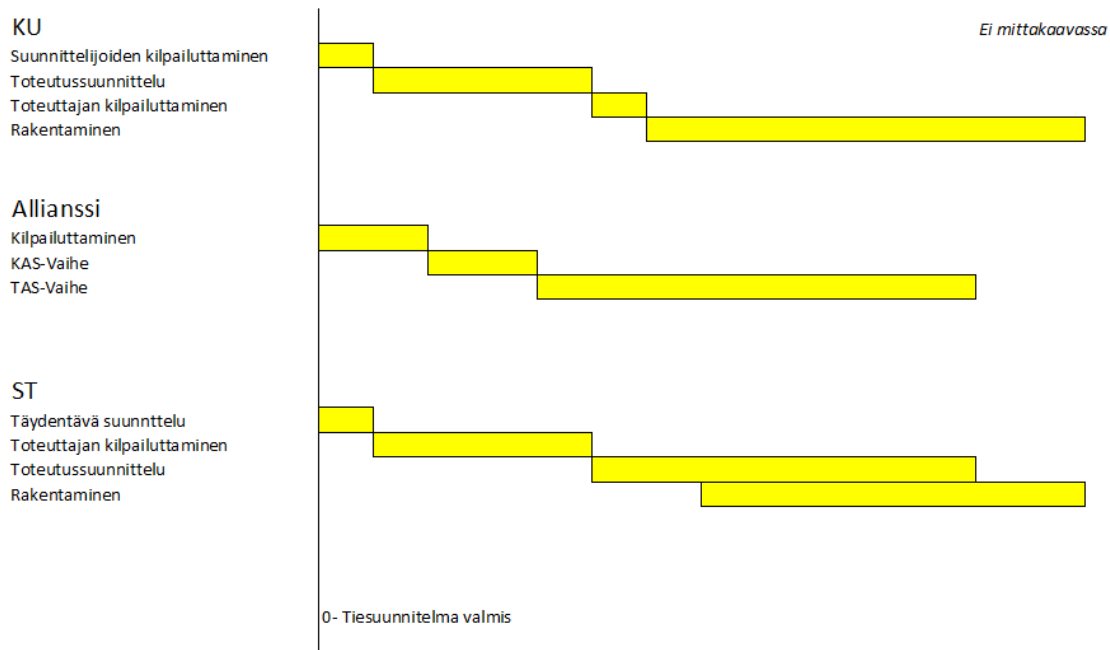 KU
Ei mittakaavassa
Suunnittelijoiden kilpailuttaminen
Toteutussuunnittelu
Toteuttajan kilpailuttaminen
Rakentaminen
Allianssi
Kilpailuttaminen
KAS-Vaihe
TAS-Vaihe
ST
Täydentävä suunnttelu
Toteuttajan kilpailuttaminen
Toteutussuunnittelu
Rakentaminen
0- Tiesuunnitelma valmis